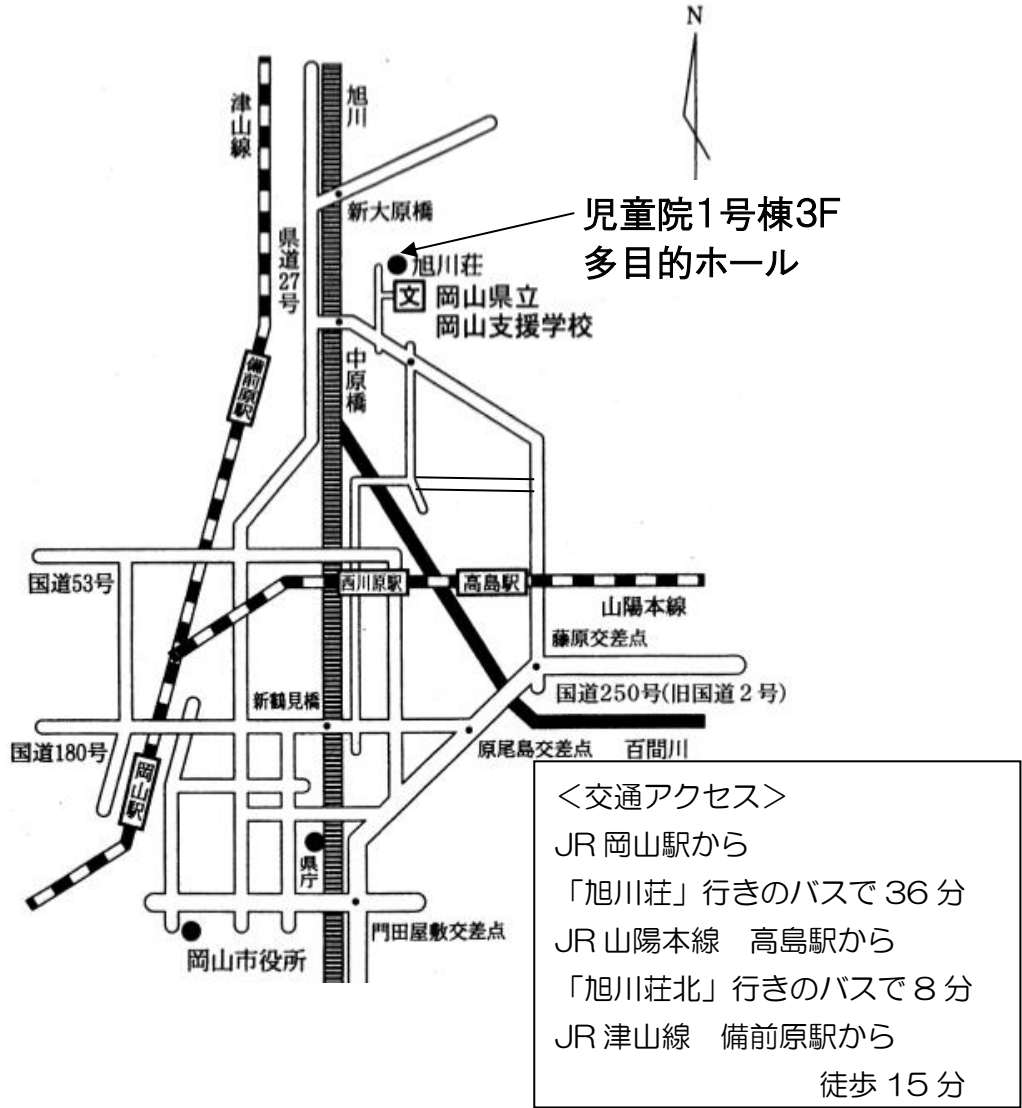 N
旭川
津山線
新大原橋
児童院1号棟3F
多目的ホール
県道27号
旭川荘
文
岡山県立
岡山支援学校
中原橋
備前原駅
国道53号
西川原駅
高島駅
山陽本線
藤原交差点
国道250号(旧国道2号)
新鶴見橋
国道180号
原尾島交差点
百間川
岡山駅
県庁
門田屋敷交差点
岡山市役所
＜交通アクセス＞
JR 岡山駅から
「旭川荘」行きのバスで 36 分
JR 山陽本線　高島駅から
「旭川荘北」行きのバスで 8 分
JR 津山線　備前原駅から
徒歩 15 分